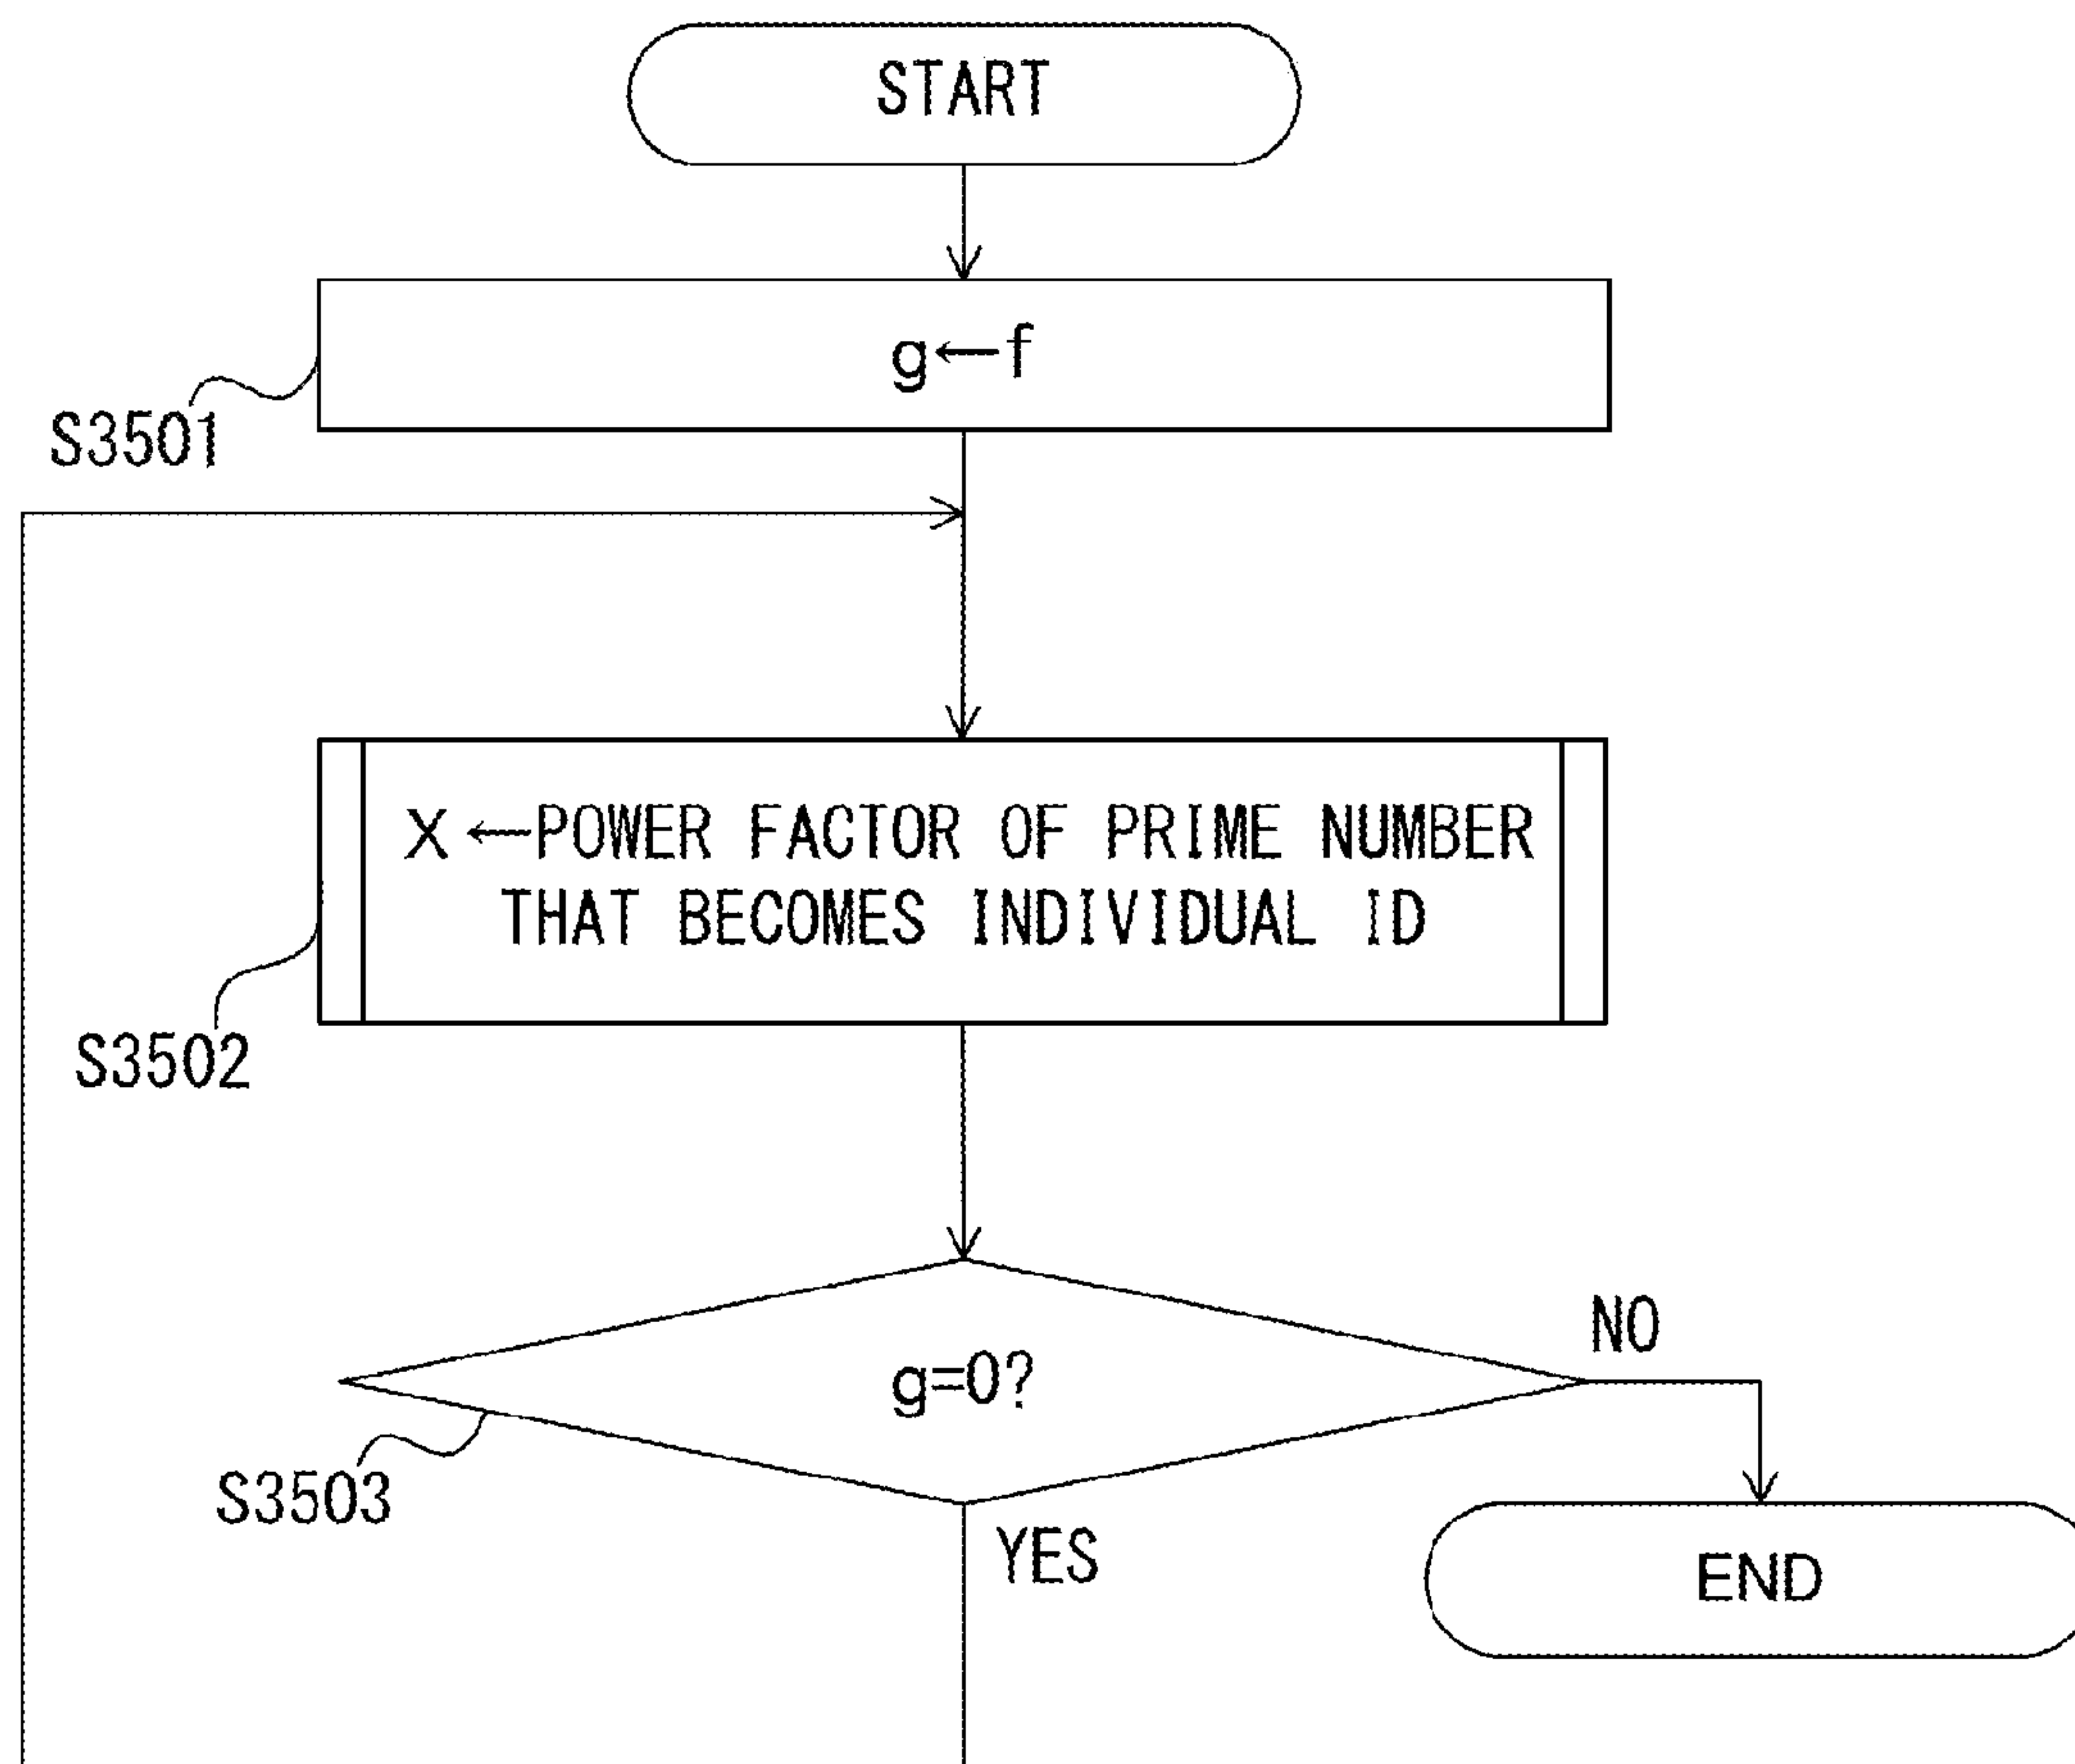 START
g←f
S3501
X←POWER FACTOR OF PRIME NUMBER
THAT BECOMES INDIVIDUAL ID
S3502
NO
g=0?
S3503
YES
END